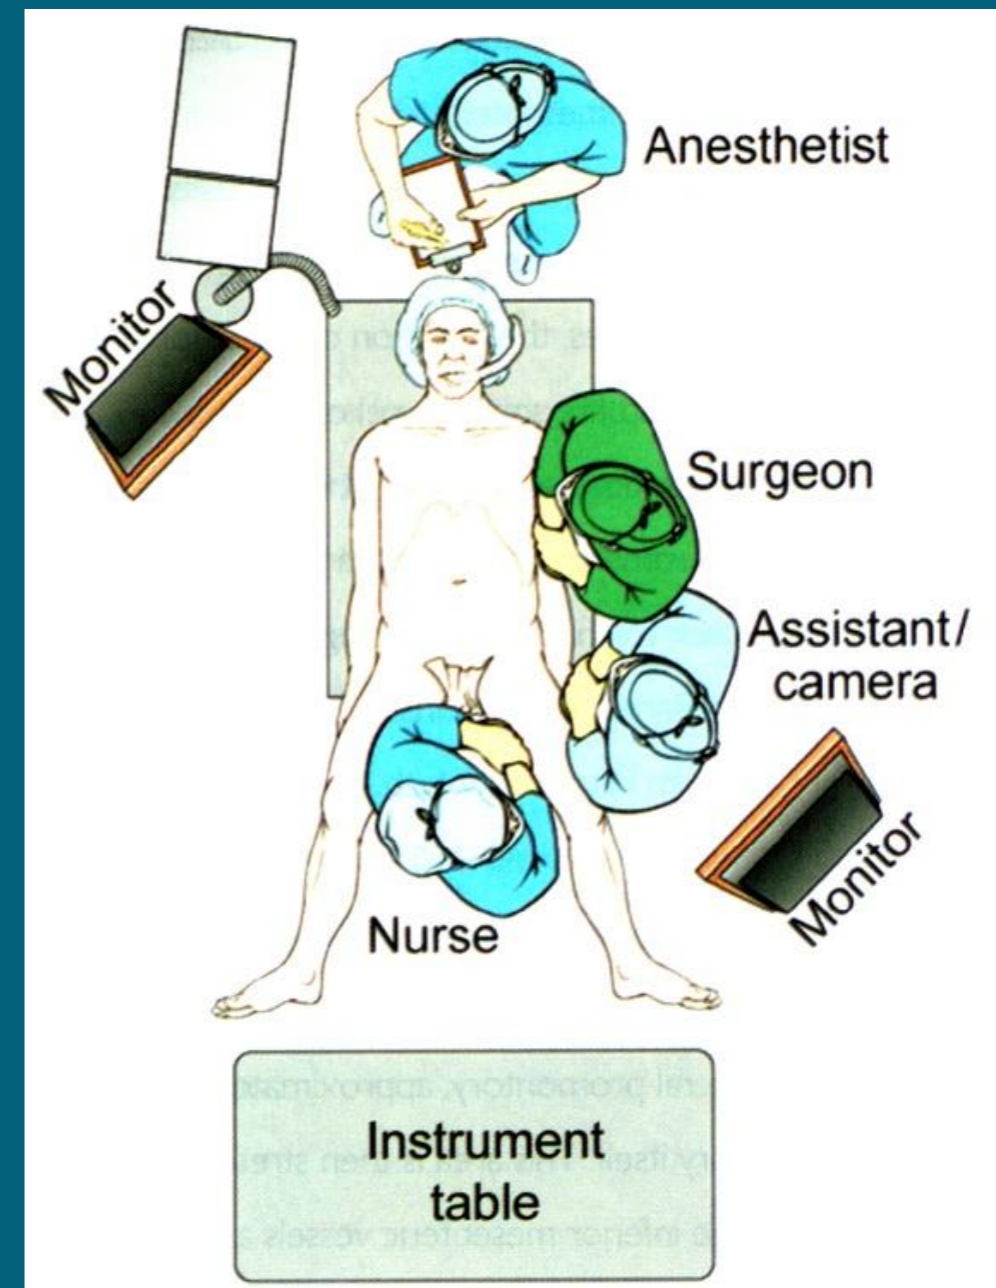 Anesthetist
Monitor
Surgeon
Assistant/
camera
Monitor
Nurse
Instrument
table